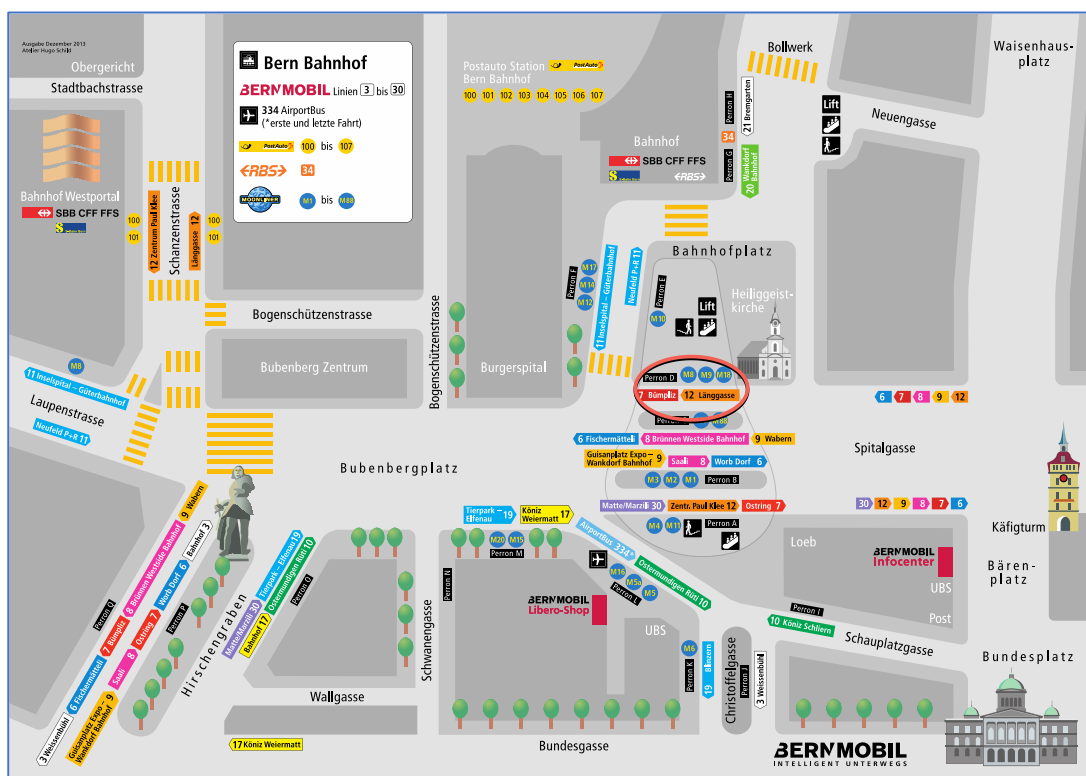 Ausgabe Dezember 2013
Atelier Hugo Schild
Obergericht
Stadtbachstrasse
Bern Bahnhof
BERNMOBIL Linien 3 bis 30
334 AirportBus
(*erste und letzte Fahrt)
PostAuto 100 bis 107
RBS 34
MOONLINER M1 bis M88
Postauto Station PostAuto
Bern Bahnhof
100 101 102 103 104 105 106 107
Bollwerk
Waisenhaus-
platz
Lift
Neuengasse
Perron H
21 Bremgarten
34
Perron G
20 Wankdorf
Bahnhof
Bahnhof
SBB CFF FFS
RBS
Bahnhof Westportal
SBB CFF FFS
100
101
12 Zentrum Paul Klee
Schanzenstrasse
Länggasse 12
100
101
Bahnhofplatz
Heiliggeist-
kirche
Lift
Perron E
M10
Perron F
M17
M14
M12
11 Inselspital – Güterbahnhof
Neufeld P+R 11
Bogenschützenstrasse
Bogenschützenstrasse
Bubenberg Zentrum
Burgerspital
M8
11 Inselspital – Güterbahnhof
Laupenstrasse
Neufeld P+R 11
Perron D M8 M9 M18
7 Bümpliz 12 Länggasse
M88
6 Fischermätteli 8 Brünnen Westside Bahnhof 9 Wabern
Guisanplatz Expo –
Wankdorf Bahnhof 9 Saali 8 Worb Dorf 6
M3 M2 M1 Perron B
Matte/Marzili 30 Zentr. Paul Klee 12 Ostring 7
M4 M11 Perron A
6 7 8 9 12
Spitalgasse
30 12 9 8 7 6
Käfigturm
Bären-
platz
Bubenbergplatz
Tierpark –
Elfenau 19
Köniz
Weiermatt 17
M20 M15
Perron M
AirportBus 334*
Ostermundigen Rüti 10
M16
M5a
M5
Perron L
BERNMOBIL
Libero-Shop
UBS
Perron N
Loeb
BERNMOBIL
Infocenter
UBS
Post
Perron I
10 Köniz Schliern
Schauplatzgasse
Bundesplatz
9 Wabern
8 Brünnen Westside Bahnhof
7 Bümpliz
6 Fischermätteli
3 Weissenbühl
Perron Q
Bahnhof 3
Worb Dorf 6
Ostring 7
Saali 8
Guisanplatz Expo –
Wankdorf Bahnhof 9
Perron P
Hirschengraben
Matte/Marzili 30
Tierpark – Elfenau 19
Bahnhof 17
Ostermundigen Rüti 10
Perron O
Schwanengasse
Wallgasse
17 Köniz Weiermatt
Bundesgasse
M6
Perron K
19 Blinzern
Christoffelgasse
Perron J
3 Weissenbühl
BERNMOBIL
INTELLIGENT UNTERWEGS